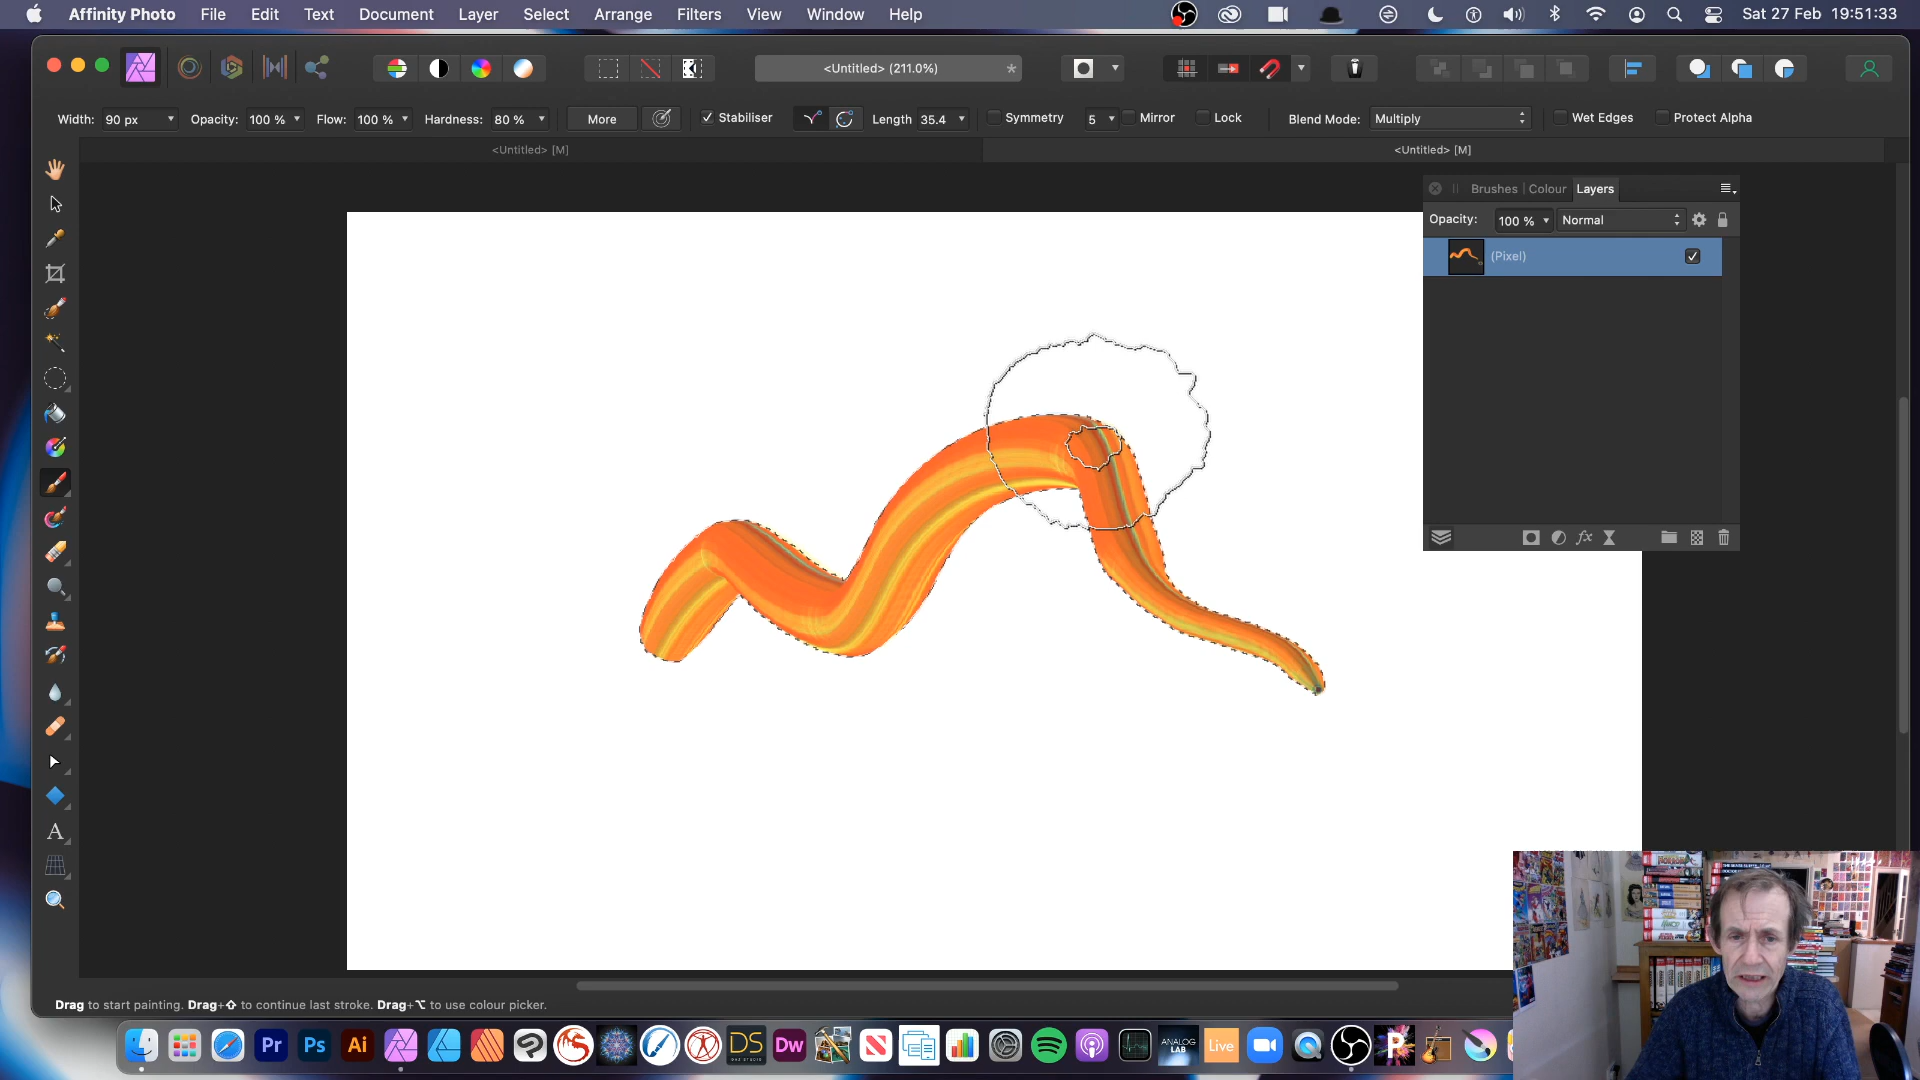 Affinity Photo File Edit Text Document Layer Select Arrange Filters View Window Help Sat 27 Feb 19:51:33
<Untitled> (211.0%) *
Width: 90 px Opacity: 100 % Flow: 100 % Hardness: 80 % More Stabiliser Length 35.4 Symmetry 5 Mirror Lock Blend Mode: Multiply Wet Edges Protect Alpha
<Untitled> [M] <Untitled> [M]
Brushes Colour Layers
Opacity: 100 % Normal
(Pixel)
fx
A
Drag to start painting. Drag+⇧ to continue last stroke. Drag+⌥ to use colour picker.
Pr Ps Ai DS Dw ANALOG LAB Live P